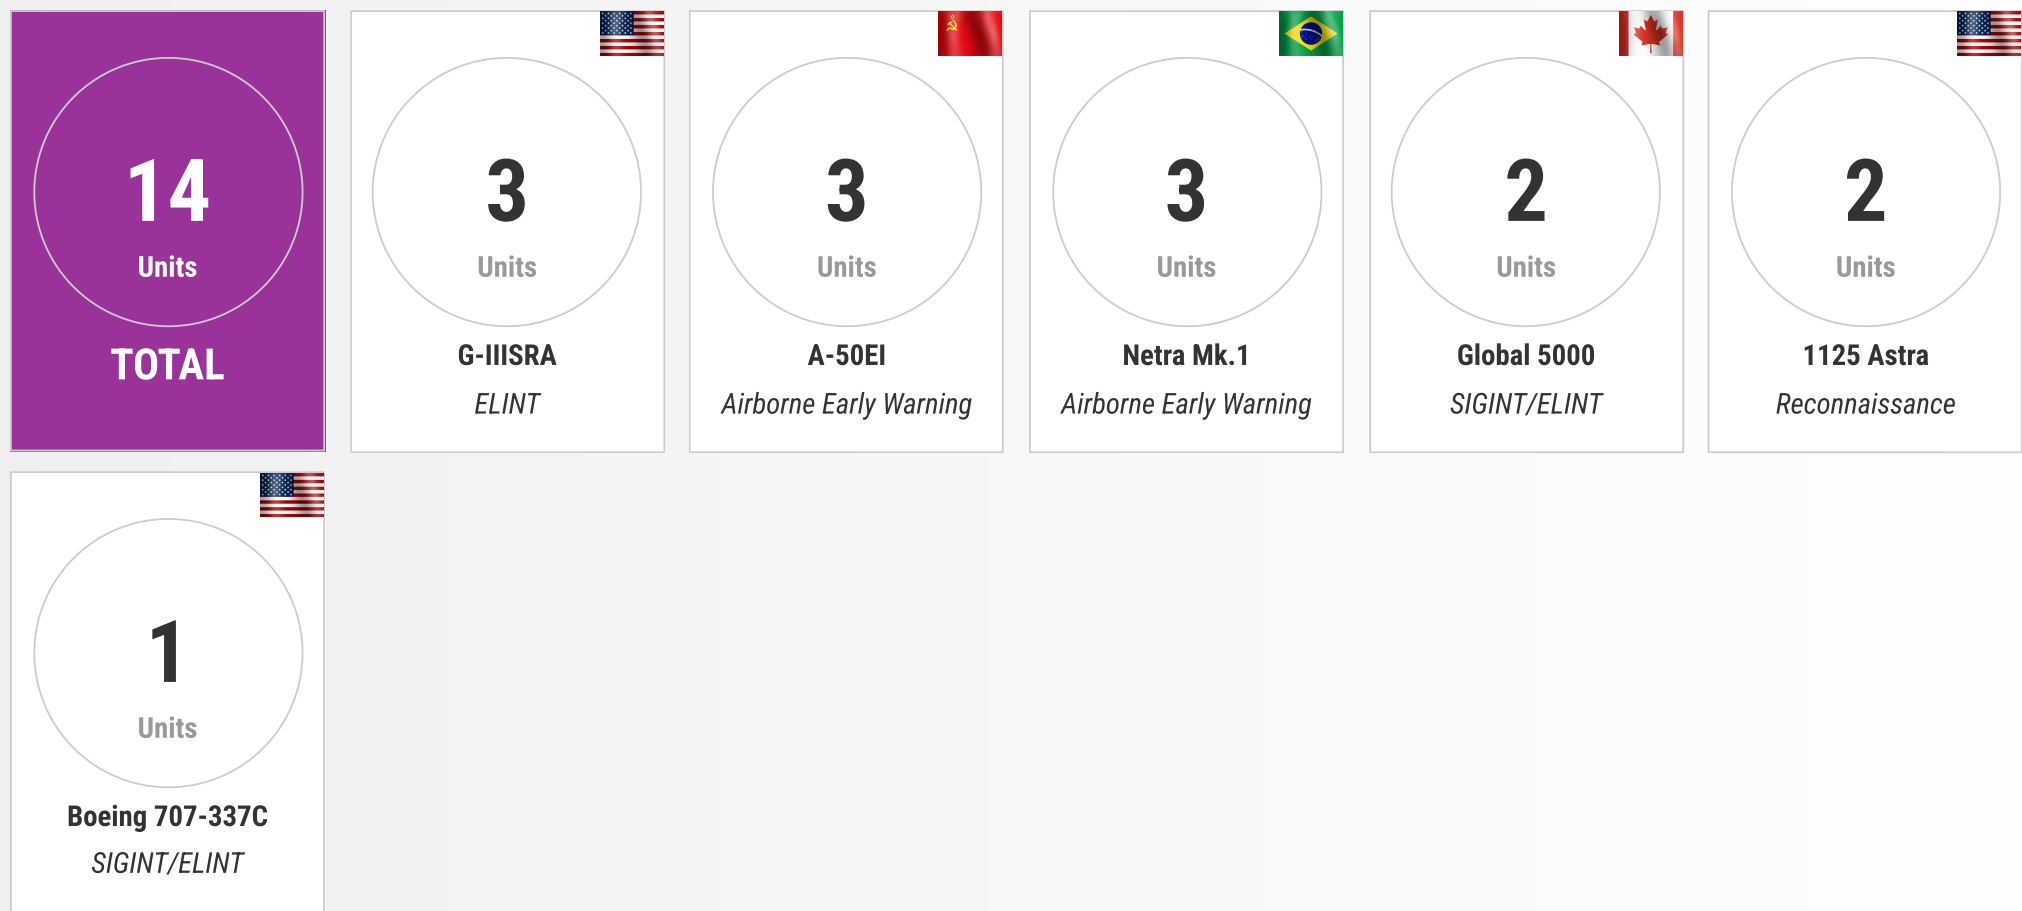 14
Units
TOTAL
3
Units
G-IIISRA
ELINT
3
Units
A-50EI
Airborne Early Warning
3
Units
Netra Mk.1
Airborne Early Warning
2
Units
Global 5000
SIGINT/ELINT
2
Units
1125 Astra
Reconnaissance
1
Units
Boeing 707-337C
SIGINT/ELINT